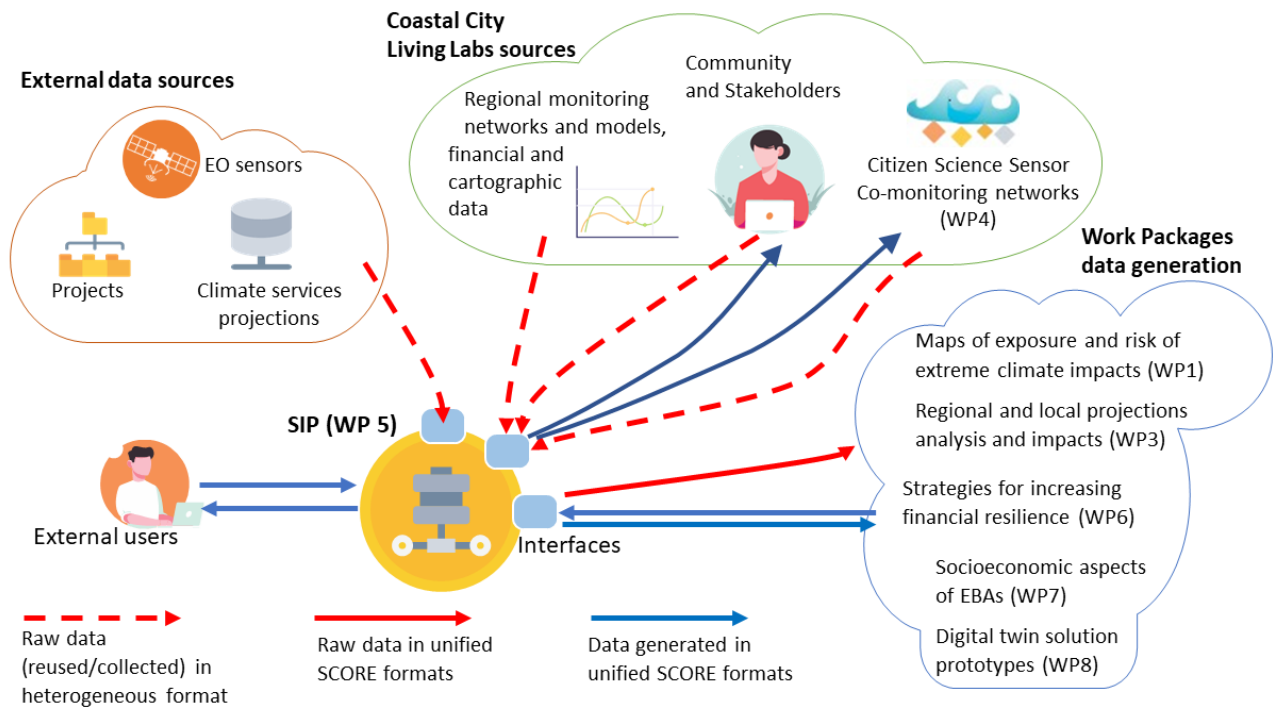 Coastal City
Living Labs sources
External data sources
EO sensors
Projects
Climate services
projections
Regional monitoring
networks and models,
financial and
cartographic
data
Community
and Stakeholders
Citizen Science Sensor
Co-monitoring networks
(WP4)
Work Packages
data generation
Maps of exposure and risk of
extreme climate impacts (WP1)
Regional and local projections
analysis and impacts (WP3)
Strategies for increasing
financial resilience (WP6)
Socioeconomic aspects
of EBAs (WP7)
Digital twin solution
prototypes (WP8)
SIP (WP 5)
External users
Interfaces
Raw data
(reused/collected) in
heterogeneous format
Raw data in unified
SCORE formats
Data generated in
unified SCORE formats